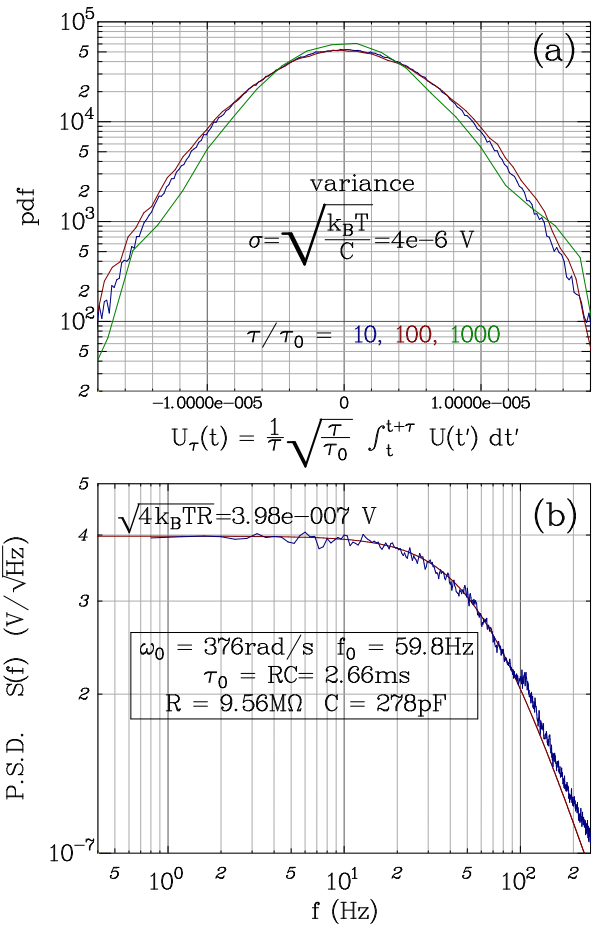 10⁵
(a)
5
2
10⁴
5
2
variance
10³
σ=√(k_BT/C)=4e−6 V
5
2
10²
τ/τ₀ = 10, 100, 1000
5
2
−1.0000e−005 0 1.0000e−005
pdf
U_τ(t) = 1/τ √(τ/τ₀) ∫_t^{t+τ} U(t′) dt′
5
(b)
√(4k_BTR)=3.98e−007 V
4
3
ω₀ = 376rad/s f₀ = 59.8Hz
τ₀ = RC= 2.66ms
R = 9.56MΩ C = 278pF
2
10⁻⁷
5 10⁰ 2 5 10¹ 2 5 10² 2
P.S.D. S(f) (V/√Hz)
f (Hz)